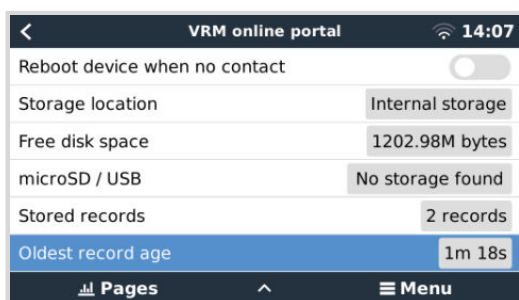 VRM online portal 14:07
Reboot device when no contact
Storage location Internal storage
Free disk space 1202.98M bytes
microSD / USB No storage found
Stored records 2 records
Oldest record age 1m 18s
Pages Menu